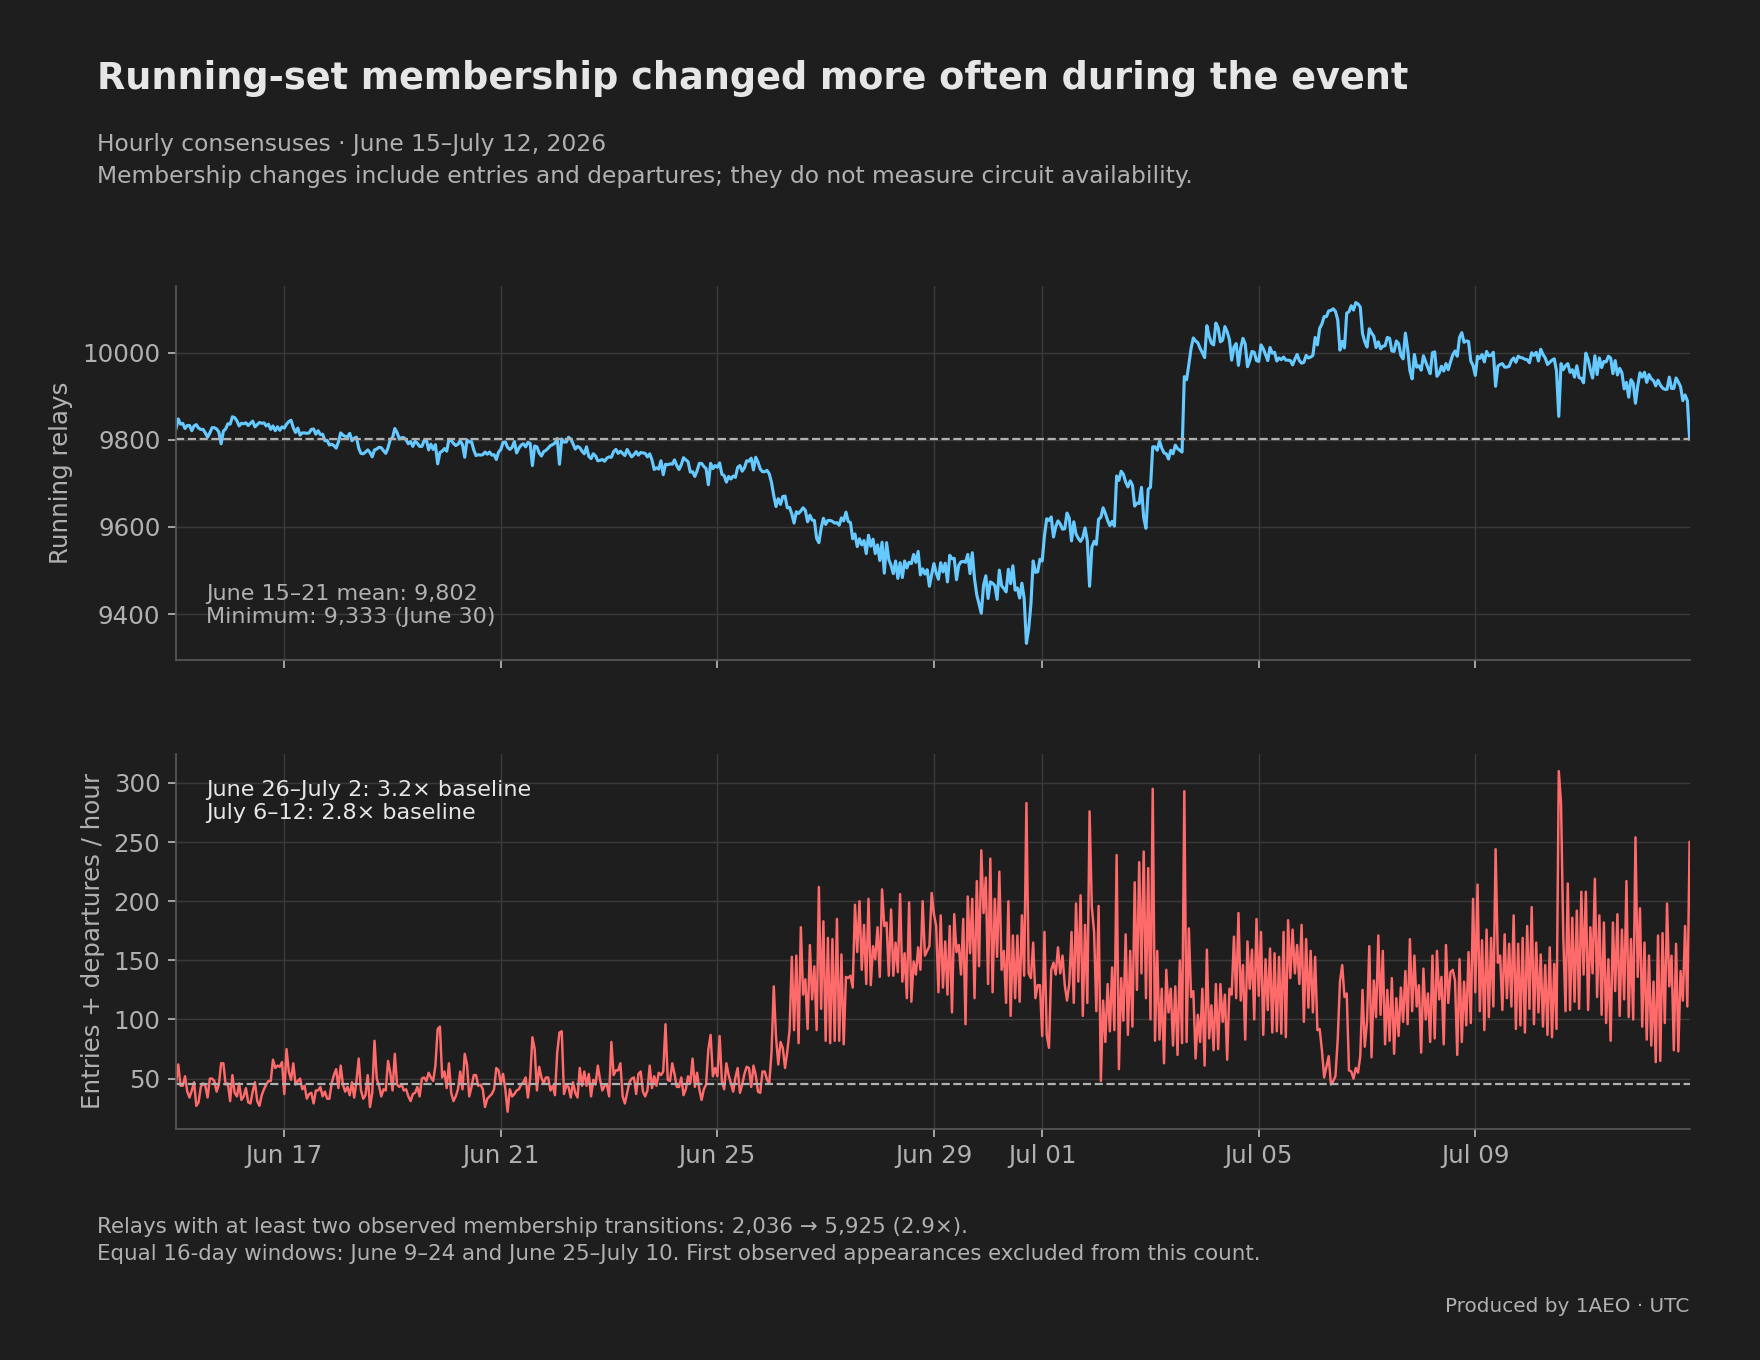 Running-set membership changed more often during the event
Hourly consensuses · June 15–July 12, 2026
Membership changes include entries and departures; they do not measure circuit availability.
Running relays
10000
9800
9600
9400
June 15–21 mean: 9,802
Minimum: 9,333 (June 30)
Entries + departures / hour
300
250
200
150
100
50
June 26–July 2: 3.2× baseline
July 6–12: 2.8× baseline
Jun 17
Jun 21
Jun 25
Jun 29
Jul 01
Jul 05
Jul 09
Relays with at least two observed membership transitions: 2,036 → 5,925 (2.9×).
Equal 16-day windows: June 9–24 and June 25–July 10. First observed appearances excluded from this count.
Produced by 1AEO · UTC